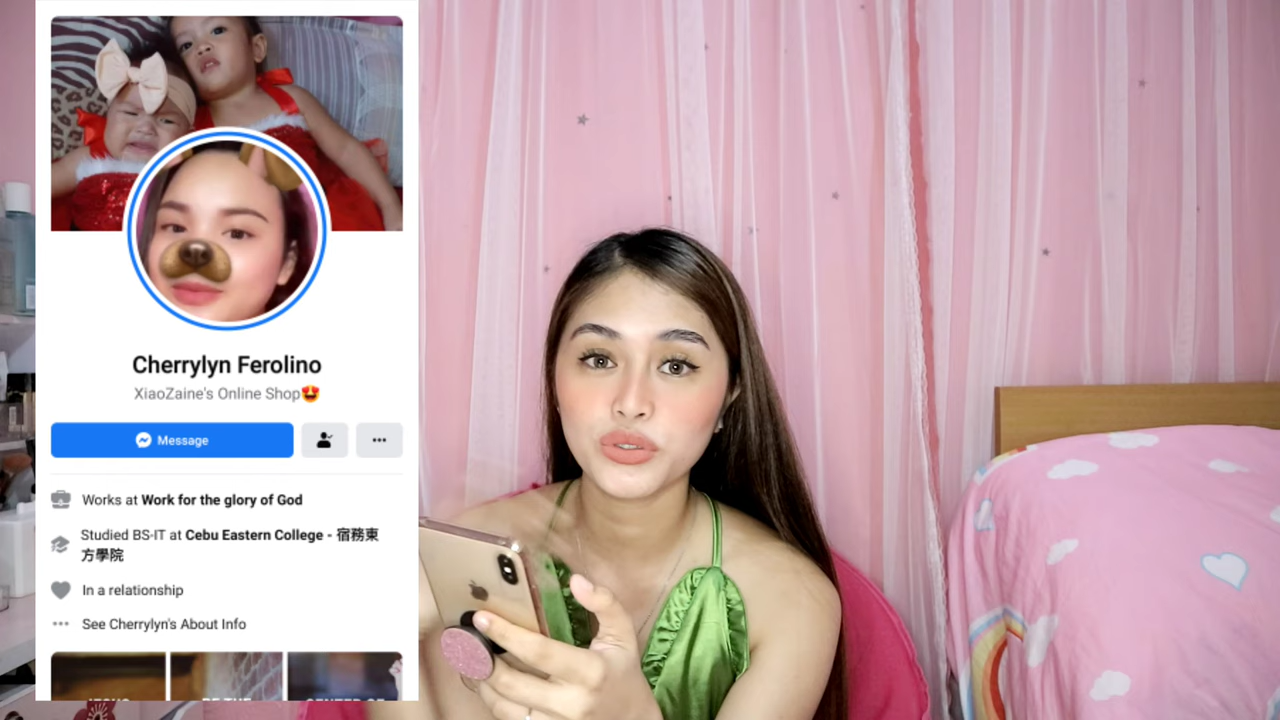 Cherrylyn Ferolino
XiaoZaine's Online Shop😍
Message
Works at Work for the glory of God
Studied BS-IT at Cebu Eastern College - 宿務東
方學院
In a relationship
See Cherrylyn's About Info